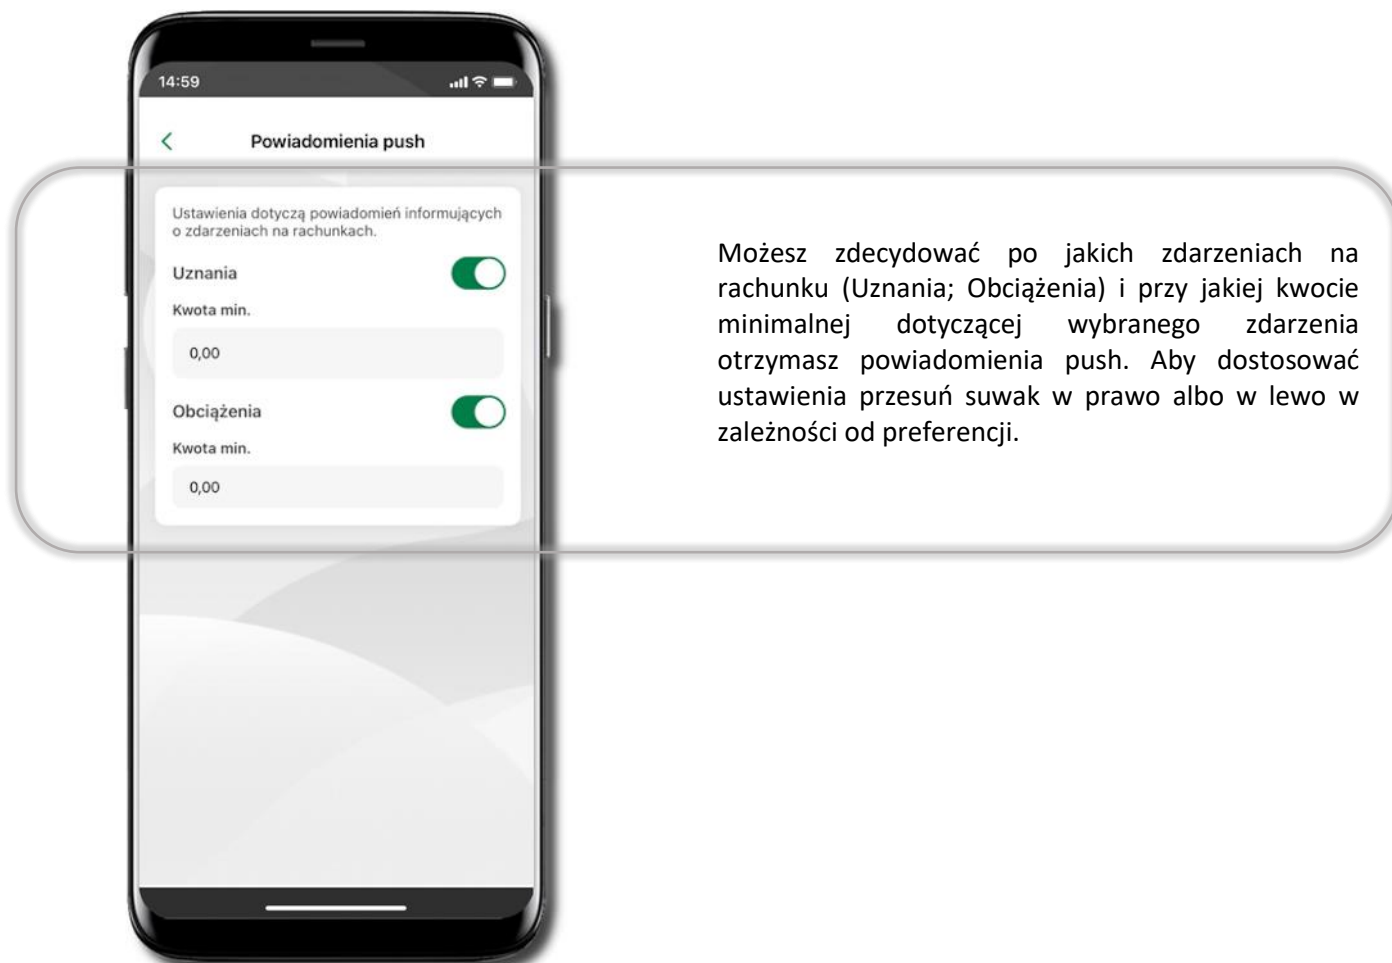 14:59
Powiadomienia push
Ustawienia dotyczą powiadomień informujących
o zdarzeniach na rachunkach.
Uznania
Kwota min.
0,00
Obciążenia
Kwota min.
0,00
Możesz zdecydować po jakich zdarzeniach na
rachunku (Uznania; Obciążenia) i przy jakiej kwocie
minimalnej dotyczącej wybranego zdarzenia
otrzymasz powiadomienia push. Aby dostosować
ustawienia przesuń suwak w prawo albo w lewo w
zależności od preferencji.